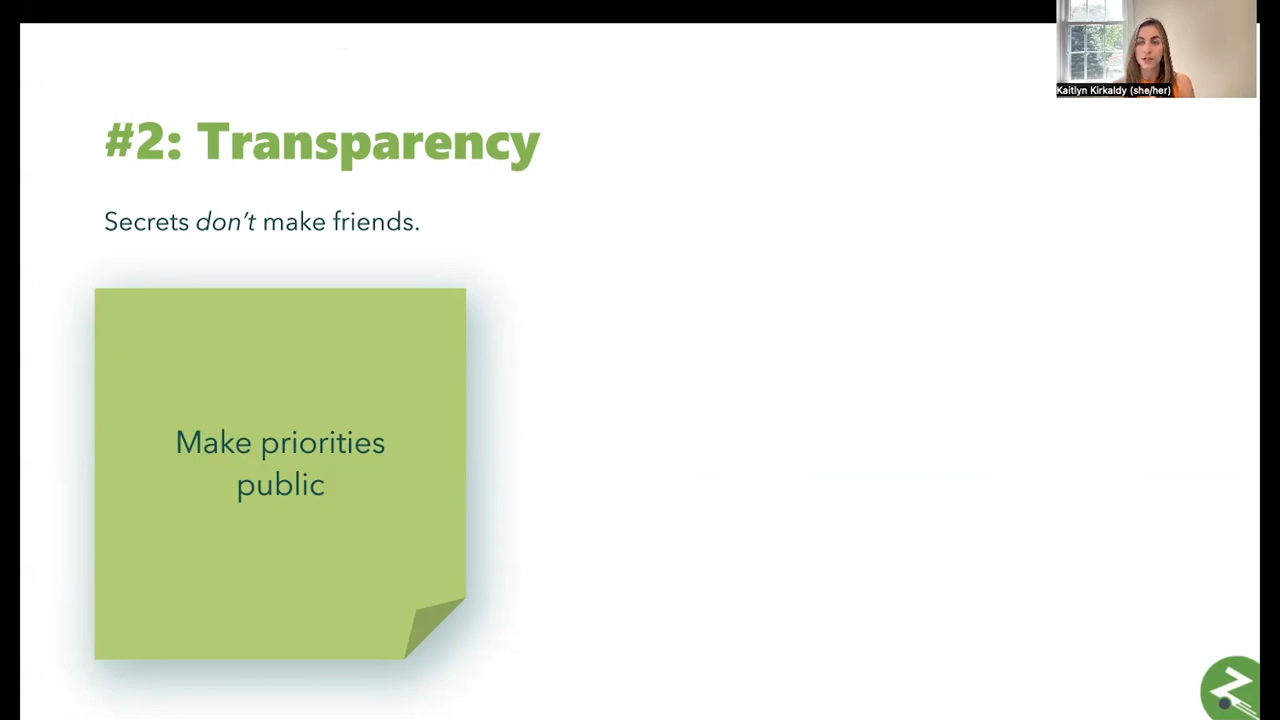 Kaitlyn Kirkaldy (she/her)
#2: Transparency
Secrets don't make friends.
Make priorities
public